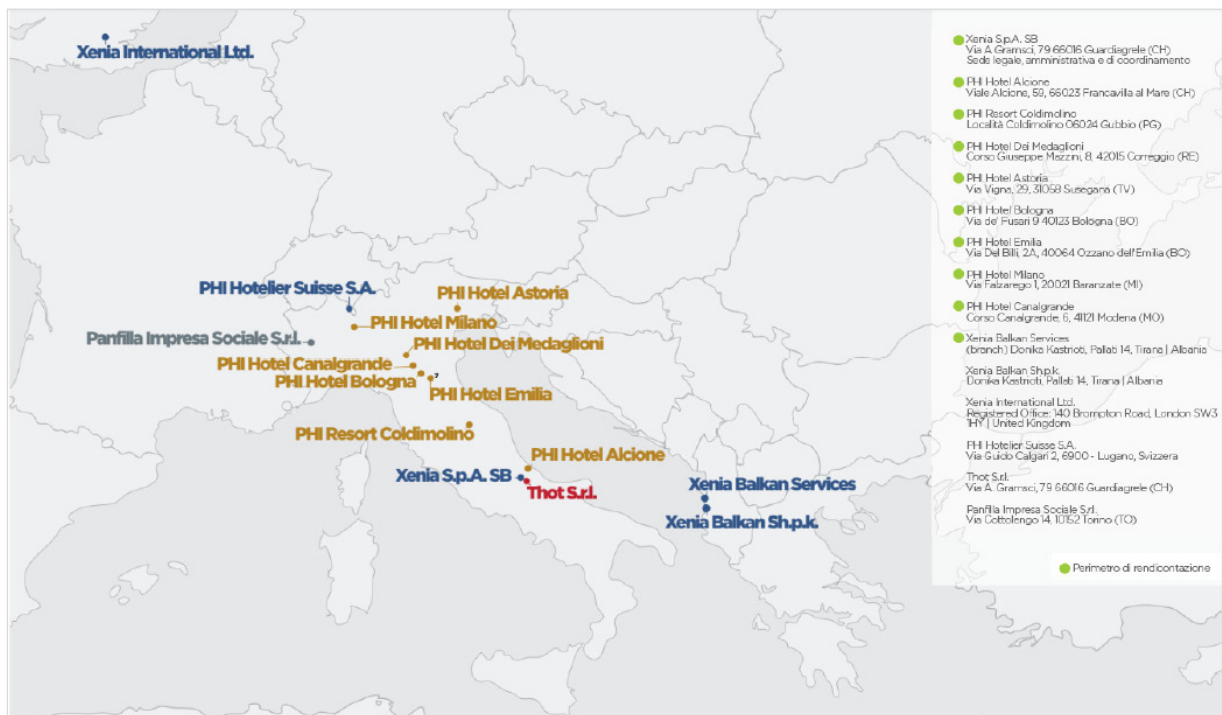 Xenia International Ltd.
PHI Hotelier Suisse S.A.
PHI Hotel Astoria
PHI Hotel Milano
Panfilla Impresa Sociale S.r.l.
PHI Hotel Dei Medaglioni
PHI Hotel Canalgrande
PHI Hotel Bologna
PHI Hotel Emilia
PHI Resort Coldimolino
PHI Hotel Alcione
Xenia S.p.A. SB
Thot S.r.l.
Xenia Balkan Services
Xenia Balkan Sh.p.k.
Xenia S.p.A. SB
Via A. Gramsci, 79 66016 Guardiagrele (CH)
Sede legale, amministrativa e di coordinamento
PHI Hotel Alcione
Viale Alcione, 59, 66023 Francavilla al Mare (CH)
PHI Resort Coldimolino
Località Coldimolino 06024 Gubbio (PG)
PHI Hotel Dei Medaglioni
Corso Giuseppe Mazzini, 8, 42015 Correggio (RE)
PHI Hotel Astoria
Via Vigna, 29, 31058 Susegana (TV)
PHI Hotel Bologna
Via de' Fusari 9 40123 Bologna (BO)
PHI Hotel Emilia
Via Del Billi, 2A, 40064 Ozzano dell'Emilia (BO)
PHI Hotel Milano
Via Falzarego 1, 20021 Baranzate (MI)
PHI Hotel Canalgrande
Corso Canalgrande, 6, 41121 Modena (MO)
Xenia Balkan Services
(branch) Donika Kastrioti, Pallati 14, Tirana | Albania
Xenia Balkan Sh.p.k.
Donika Kastrioti, Pallati 14, Tirana | Albania
Xenia International Ltd.
Registered Office: 140 Brompton Road, London SW3
1HY | United Kingdom
PHI Hotelier Suisse S.A.
Via Guido Calgari 2, 6900 - Lugano, Svizzera
Thot S.r.l.
Via A. Gramsci, 79 66016 Guardiagrele (CH)
Panfilla Impresa Sociale S.r.l.
Via Cottolengo 14, 10152 Torino (TO)
Perimetro di rendicontazione